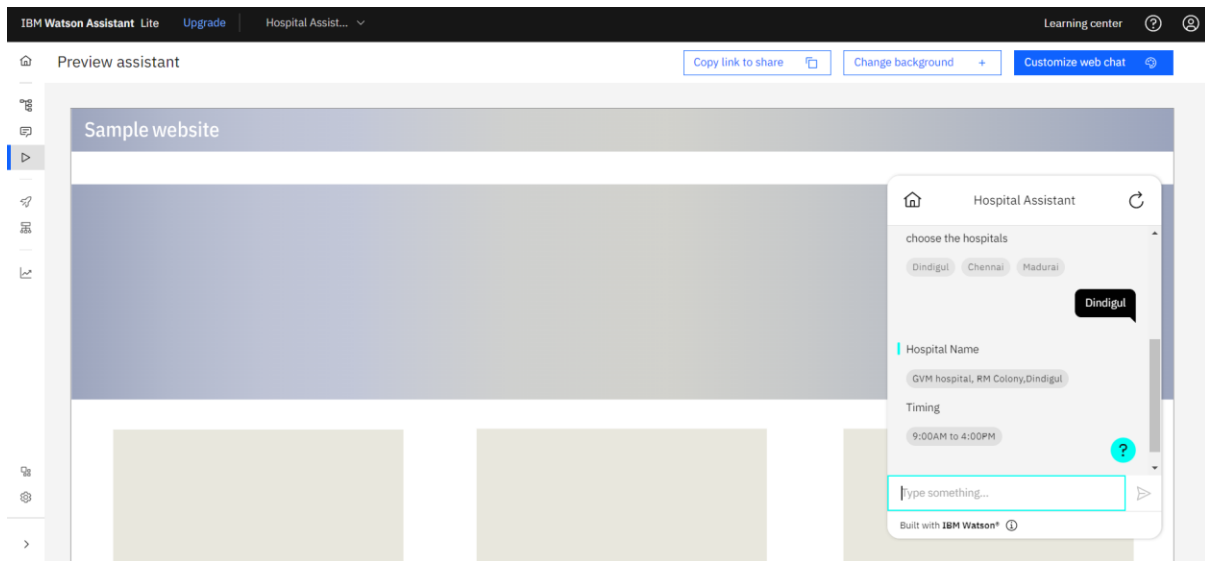 IBM Watson Assistant Lite Upgrade Hospital Assist... Learning center
Preview assistant Copy link to share Change background + Customize web chat
Sample website
Hospital Assistant
choose the hospitals
Dindigul Chennai Madurai
Dindigul
Hospital Name
GVM hospital, RM Colony,Dindigul
Timing
9:00AM to 4:00PM
?
Type something...
Built with IBM Watson®